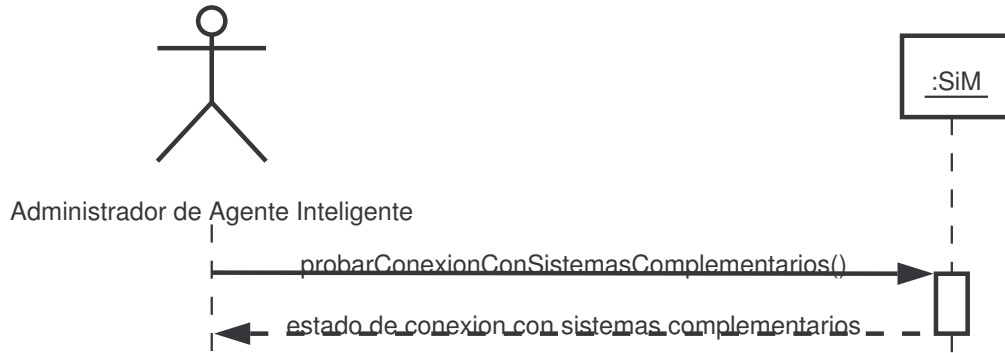 :SiM
Administrador de Agente Inteligente
probarConexionConSistemasComplementarios()
estado de conexion con sistemas complementarios